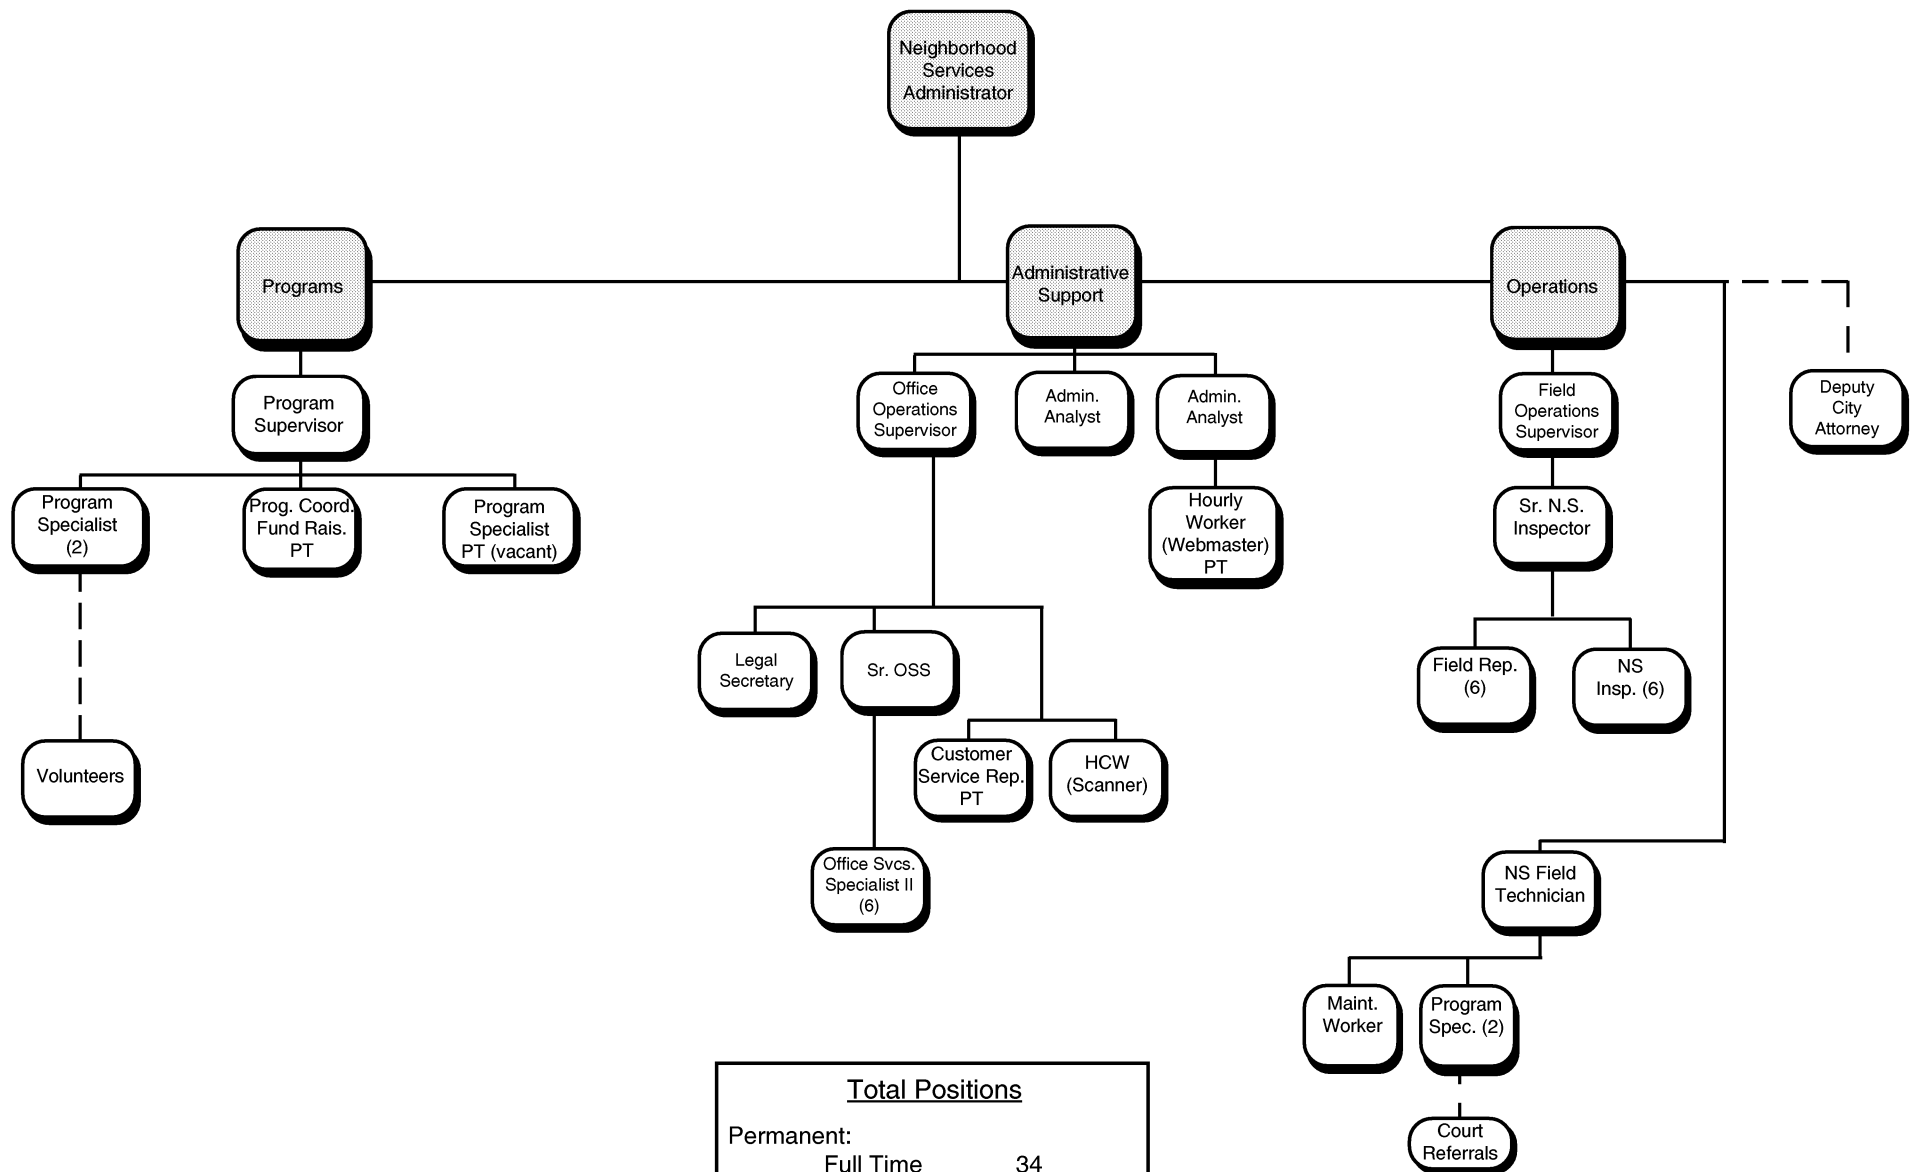 Neighborhood
Services
Administrator
Programs
Administrative
Support
Operations
Program
Supervisor
Office
Operations
Supervisor
Admin.
Analyst
Admin.
Analyst
Field
Operations
Supervisor
Deputy
City
Attorney
Program
Specialist
(2)
Prog. Coord.
Fund Rais.
PT
Program
Specialist
PT (vacant)
Hourly
Worker
(Webmaster)
PT
Sr. N.S.
Inspector
Legal
Secretary
Sr. OSS
Field Rep.
(6)
NS
Insp. (6)
Volunteers
Customer
Service Rep.
PT
HCW
(Scanner)
Office Svcs.
Specialist II
(6)
NS Field
Technician
Maint.
Worker
Program
Spec. (2)
Court
Referrals
Total Positions
Permanent:
Full Time 34